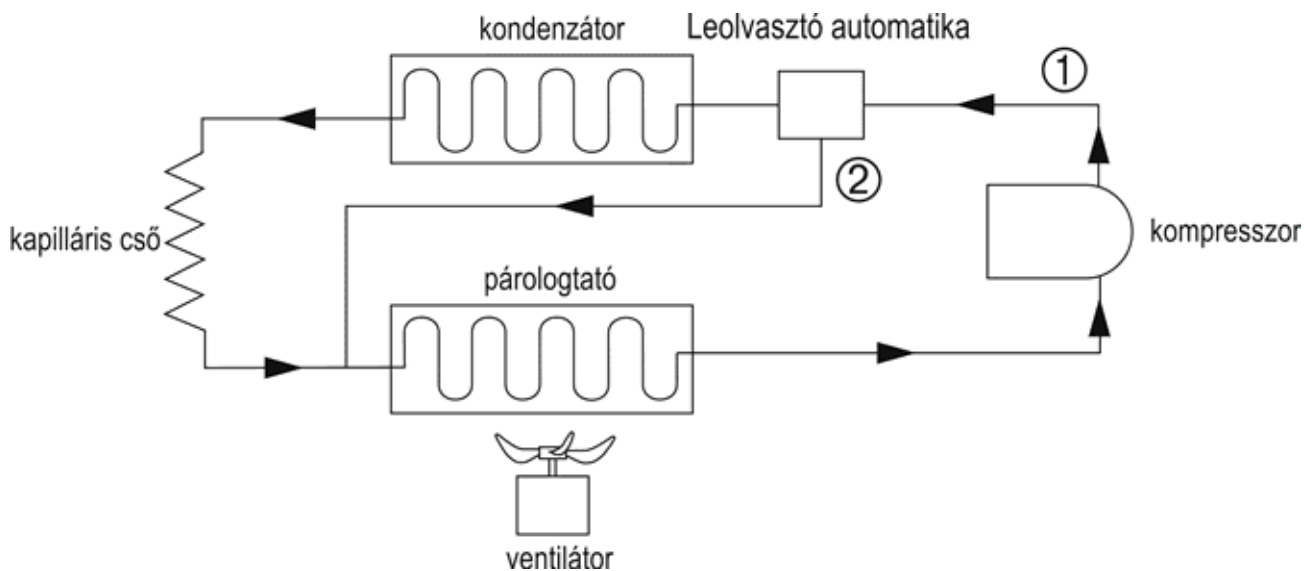 kondenzátor
Leolvasztó automatika
①
②
kapilláris cső
kompresszor
párologtató
ventilátor